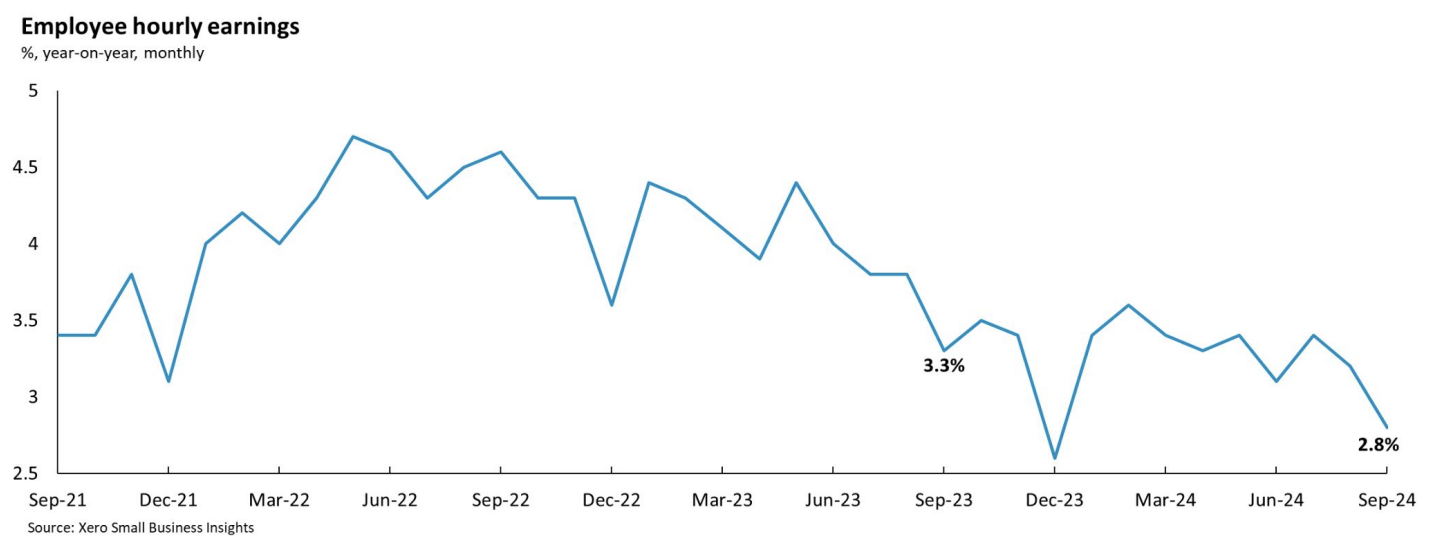 Employee hourly earnings
%, year-on-year, monthly
5
4.5
4
3.5
3
2.5
3.3%
2.8%
Sep-21 Dec-21 Mar-22 Jun-22 Sep-22 Dec-22 Mar-23 Jun-23 Sep-23 Dec-23 Mar-24 Jun-24 Sep-24
Source: Xero Small Business Insights